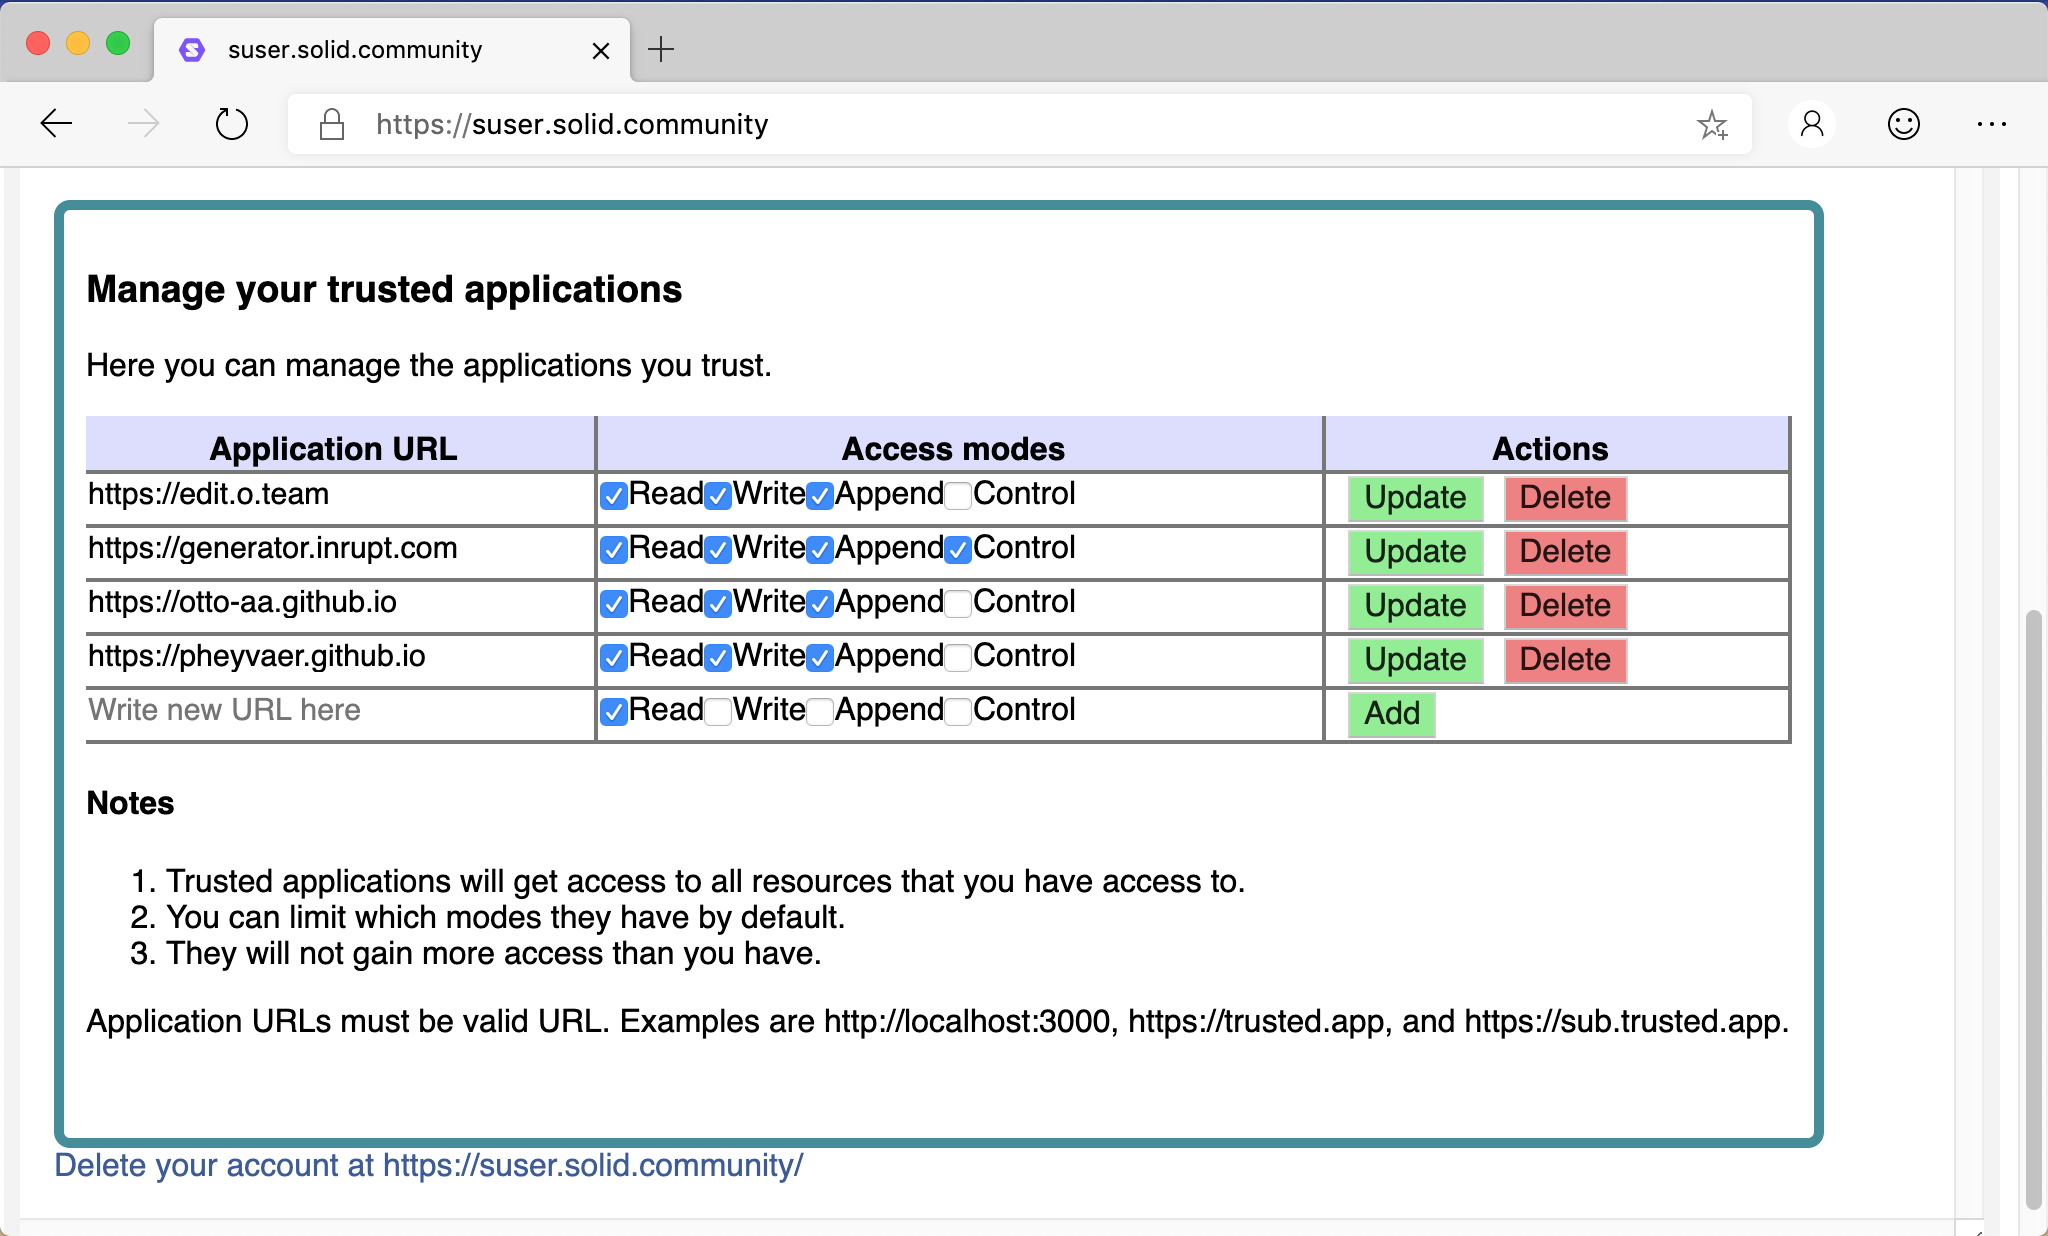 suser.solid.community
https://suser.solid.community
Manage your trusted applications
Here you can manage the applications you trust.
Application URL Access modes Actions
https://edit.o.team Read Write Append Control Update Delete
https://generator.inrupt.com Read Write Append Control Update Delete
https://otto-aa.github.io Read Write Append Control Update Delete
https://pheyvaer.github.io Read Write Append Control Update Delete
Write new URL here Read Write Append Control Add
Notes
1. Trusted applications will get access to all resources that you have access to.
2. You can limit which modes they have by default.
3. They will not gain more access than you have.
Application URLs must be valid URL. Examples are http://localhost:3000, https://trusted.app, and https://sub.trusted.app.
Delete your account at https://suser.solid.community/